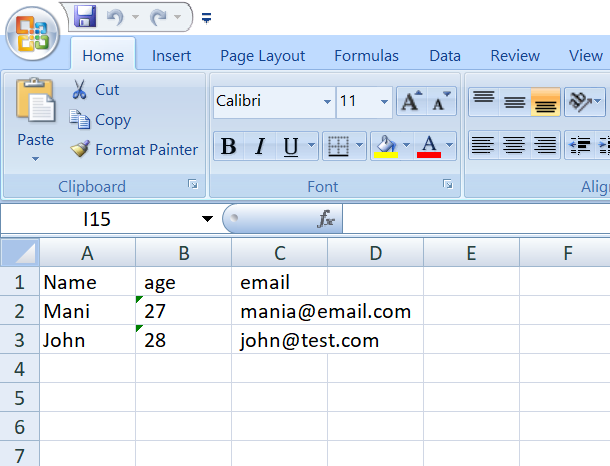 Home Insert Page Layout Formulas Data Review View
Cut
Calibri 11 A A
Copy
Paste
Format Painter
B I U A
Clipboard Font
I15 fx
A B C D E F
1 Name age email
2 Mani 27 mania@email.com
3 John 28 john@test.com
4
5
6
7